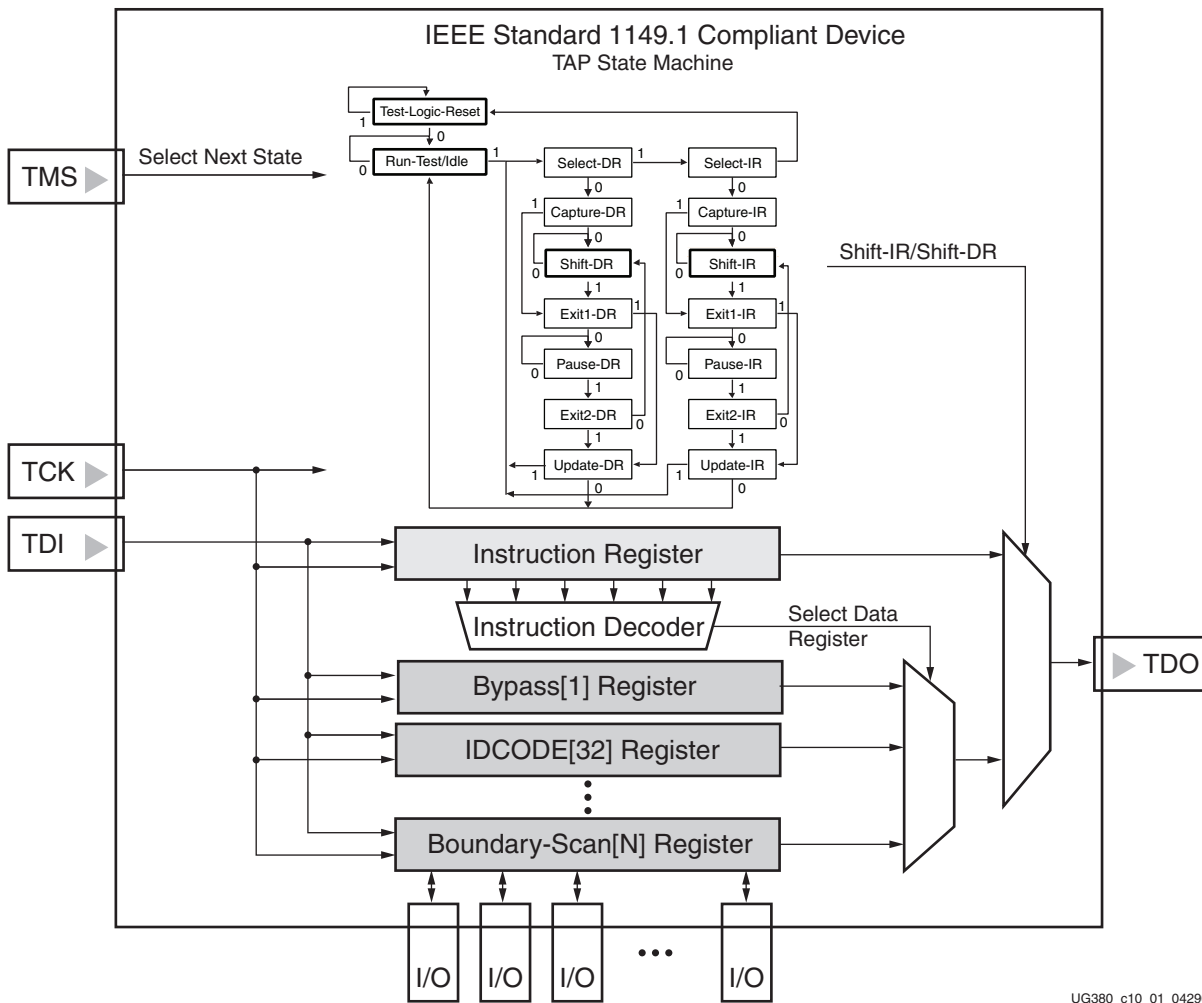 IEEE Standard 1149.1 Compliant Device
TAP State Machine
Test-Logic-Reset
1
0
TMS
Select Next State
Run-Test/Idle
0
1
Select-DR
1
Select-IR
0
0
1
Capture-DR
1
Capture-IR
0
0
Shift-DR
0
Shift-IR
0
Shift-IR/Shift-DR
1
1
Exit1-DR
1
Exit1-IR
1
0
0
Pause-DR
0
Pause-IR
0
1
1
Exit2-DR
0
Exit2-IR
0
1
1
TCK
Update-DR
1
Update-IR
1
0
0
TDI
Instruction Register
Instruction Decoder
Select Data
Register
Bypass[1] Register
TDO
IDCODE[32] Register
Boundary-Scan[N] Register
I/O
I/O
I/O
I/O
UG380_c10_01_0429